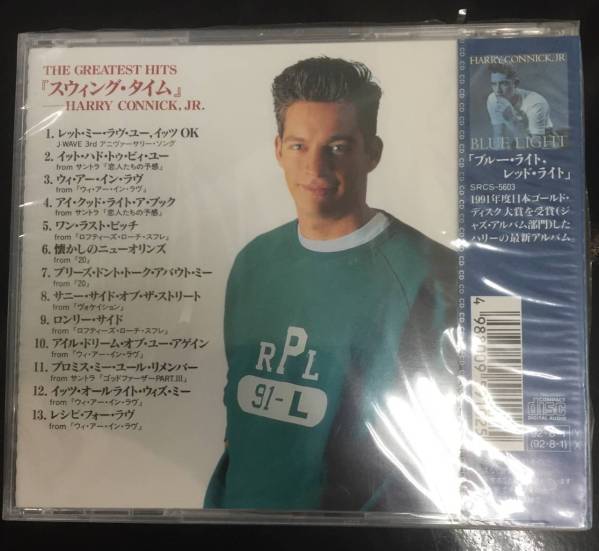 THE GREATEST HITS
『スウィング・タイム』
——HARRY CONNICK, JR.
1. レット・ミー・ラヴ・ユー,イッツ OK
J-WAVE 3rd アニヴァーサリー・ソング
2. イット・ハド・トゥ・ビィ・ユー
from サントラ「恋人たちの予感」
3. ウィ・アー・イン・ラヴ
from「ウィ・アー・イン・ラヴ」
4. アイ・クッド・ライト・ア・ブック
from サントラ「恋人たちの予感」
5. ワン・ラスト・ピッチ
from「ロフティーズ・ローチ・スフレ」
6. 懐かしのニューオリンズ
from「20」
7. プリーズ・ドント・トーク・アバウト・ミー
from「20」
8. サニー・サイド・オブ・ザ・ストリート
from「ヴォケイション」
9. ロンリー・サイド
from「ロフティーズ・ローチ・スフレ」
10. アイル・ドリーム・オブ・ユー・アゲイン
from「ウィ・アー・イン・ラヴ」
11. プロミス・ミー・ユール・リメンバー
from サントラ「ゴッドファーザーPART.III」
12. イッツ・オールライト・ウィズ・ミー
from「ウィ・アー・イン・ラヴ」
13. レシピ・フォー・ラヴ
from「ウィ・アー・イン・ラヴ」
RPL
91-L
HARRY CONNICK, JR
BLUE LIGHT
「ブルー・ライト,
レッド・ライト」
SRCS-5603
1991年度日本ゴールド・
ディスク大賞を受賞(ジ
ャズ・アルバム部門)した
ハリーの最新アルバム
COMPACT
disc
DIGITAL AUDIO
(92・8・1)